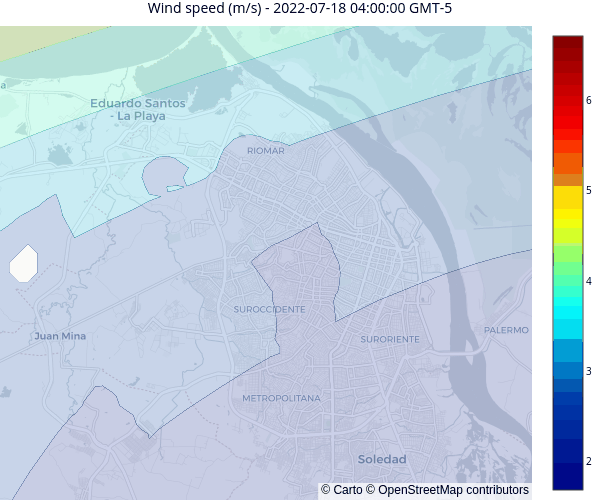 Wind speed (m/s) - 2022-07-18 04:00:00 GMT-5
a
Eduardo Santos
- La Playa
RIOMAR
SUROCCIDENTE
Juan Mina
SURORIENTE
PALERMO
METROPOLITANA
Soledad
© Carto © OpenStreetMap contributors
6
5
4
3
2